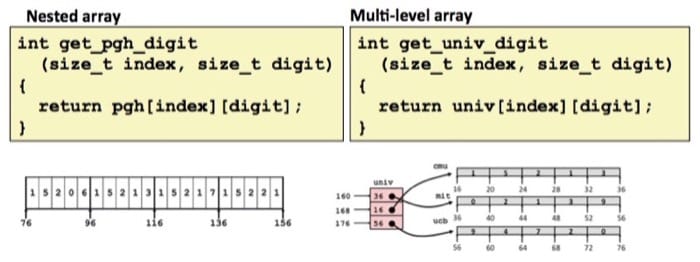 Nested array
int get_pgh_digit
(size_t index, size_t digit)
{
return pgh[index][digit];
}
Multi-level array
int get_univ_digit
(size_t index, size_t digit)
{
return univ[index][digit];
}
1 5 2 0 6 1 5 2 1 3 1 5 2 1 7 1 5 2 2 1
76 96 116 136 156
univ
160 36
168 16
176 56
cmu
1 5 2 1 3
16 20 24 28 32 36
mit
0 2 1 3 9
36 40 44 48 52 56
ucb
9 4 7 2 0
56 60 64 68 72 76